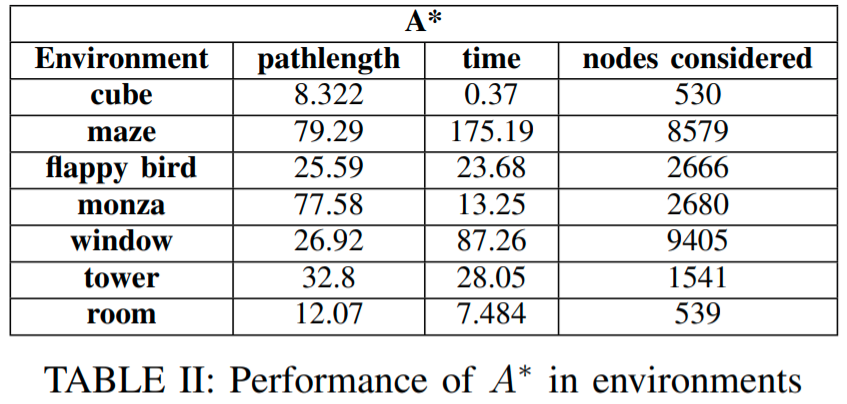 A*
Environment pathlength time nodes considered
cube 8.322 0.37 530
maze 79.29 175.19 8579
flappy bird 25.59 23.68 2666
monza 77.58 13.25 2680
window 26.92 87.26 9405
tower 32.8 28.05 1541
room 12.07 7.484 539
TABLE II: Performance of A* in environments